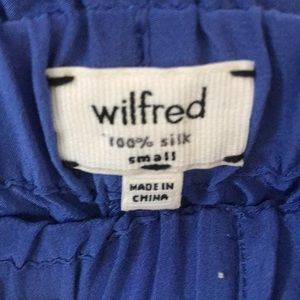 wilfred
100% silk
small
MADE IN
CHINA